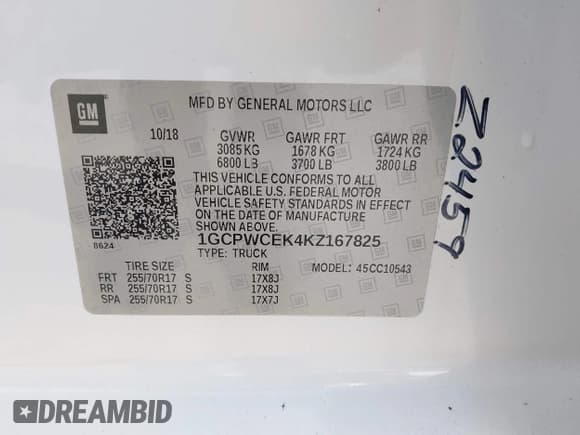 GM
MFD BY GENERAL MOTORS LLC
10/18 GVWR GAWR FRT GAWR RR
3085 KG 1678 KG 1724 KG
6800 LB 3700 LB 3800 LB
THIS VEHICLE CONFORMS TO ALL
APPLICABLE U.S. FEDERAL MOTOR
VEHICLE SAFETY STANDARDS IN EFFECT
ON THE DATE OF MANUFACTURE
8624
1GCPWCEK4KZ167825
TYPE: TRUCK
MODEL: 45CC10543
TIRE SIZE RIM
FRT 255/70R17 S 17X8J
RR 255/70R17 S 17X8J
SPA 255/70R17 S 17X7J
Z2459
DREAMBID